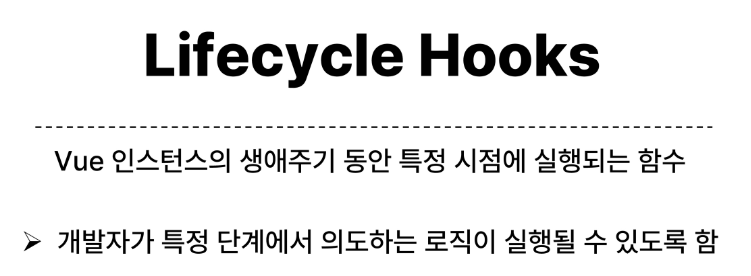 Lifecycle Hooks
Vue 인스턴스의 생애주기 동안 특정 시점에 실행되는 함수
➢ 개발자가 특정 단계에서 의도하는 로직이 실행될 수 있도록 함